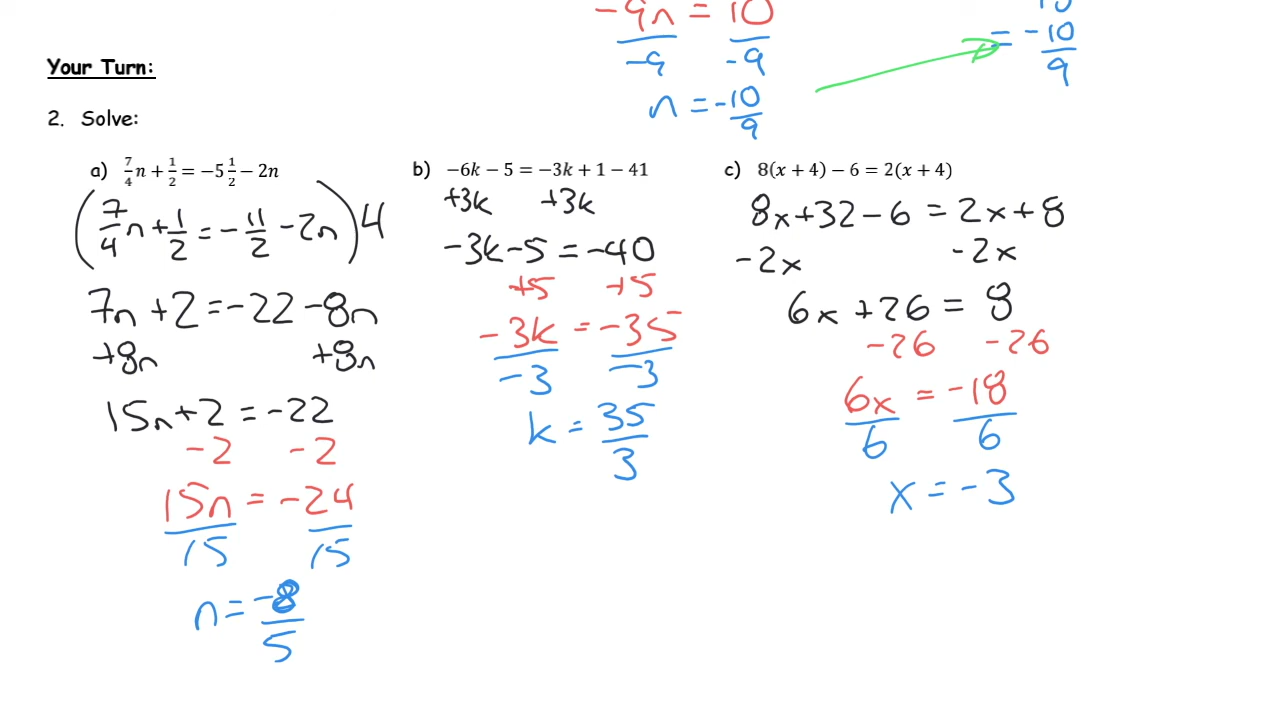 -9n = 10
-9 -9
n = -10/9
= -10/9
Your Turn:
2. Solve:
a) 7/4 n + 1/2 = -5 1/2 - 2n
(7/4 n + 1/2 = -11/2 - 2n)4
7n + 2 = -22 - 8n
+8n +8n
15n + 2 = -22
-2 -2
15n = -24
15 15
n = -8/5
b) -6k - 5 = -3k + 1 - 41
+3k +3k
-3k - 5 = -40
+5 +5
-3k = -35
-3 -3
k = 35/3
c) 8(x + 4) - 6 = 2(x + 4)
8x + 32 - 6 = 2x + 8
-2x -2x
6x + 26 = 8
-26 -26
6x = -18
6 6
x = -3